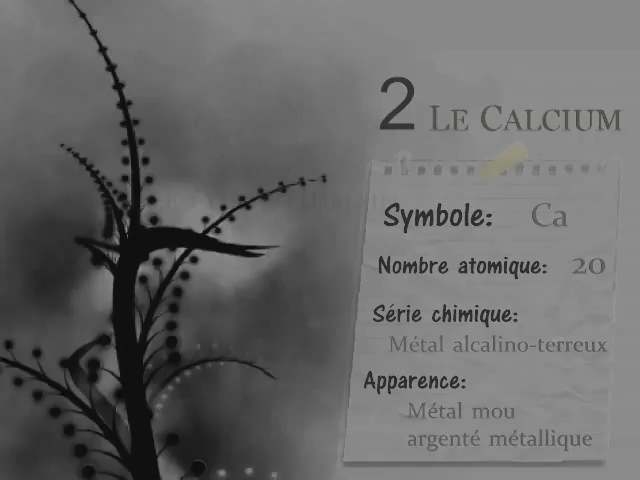 2 Le Calcium
Symbole: Ca
Nombre atomique: 20
Série chimique:
Métal alcalino-terreux
Apparence:
Métal mou
argenté métallique